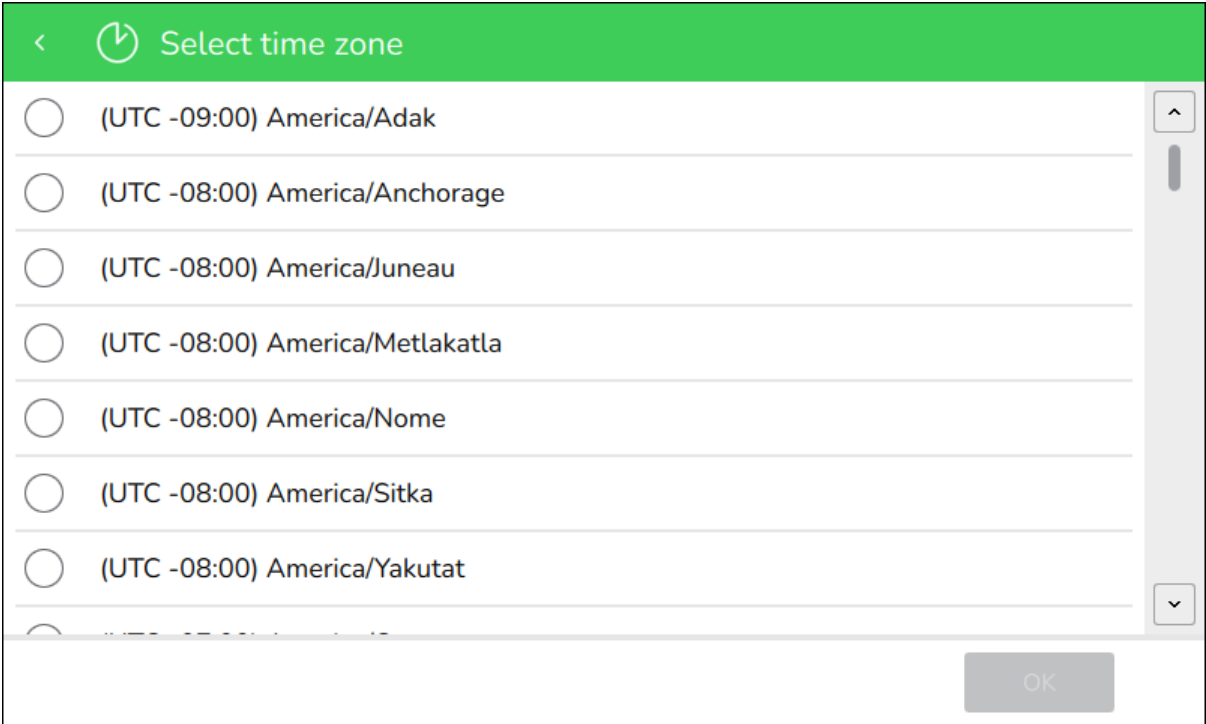 Select time zone
(UTC -09:00) America/Adak
(UTC -08:00) America/Anchorage
(UTC -08:00) America/Juneau
(UTC -08:00) America/Metlakatla
(UTC -08:00) America/Nome
(UTC -08:00) America/Sitka
(UTC -08:00) America/Yakutat
OK